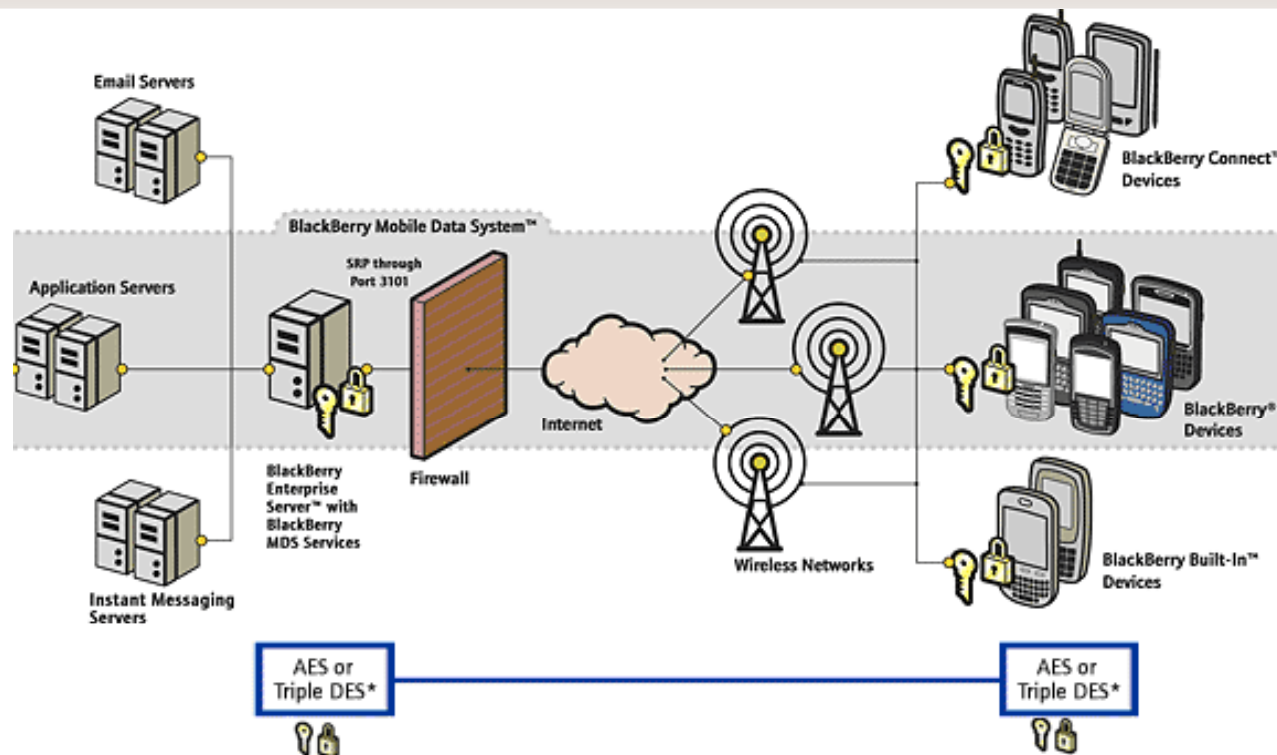 Email Servers
BlackBerry Connect™
Devices
BlackBerry Mobile Data System™
SRP through
Port 3101
Application Servers
Internet
BlackBerry®
Devices
Firewall
BlackBerry
Enterprise
Server™ with
BlackBerry
MDS Services
Wireless Networks
BlackBerry Built-In™
Devices
Instant Messaging
Servers
AES or
Triple DES*
AES or
Triple DES*